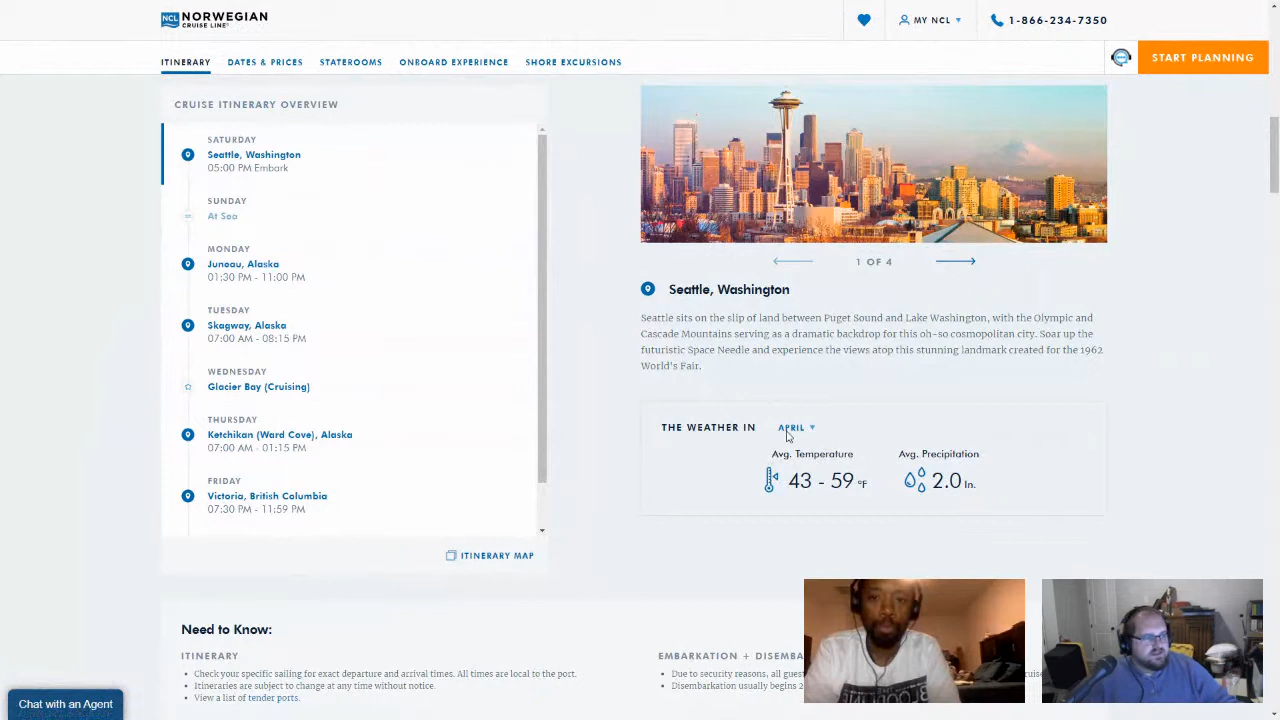 NCL NORWEGIAN
CRUISE LINE®
MY NCL
1-866-234-7350
ITINERARY
DATES & PRICES
STATEROOMS
ONBOARD EXPERIENCE
SHORE EXCURSIONS
START PLANNING
CRUISE ITINERARY OVERVIEW
SATURDAY
Seattle, Washington
05:00 PM Embark
SUNDAY
At Sea
MONDAY
Juneau, Alaska
01:30 PM - 11:00 PM
TUESDAY
Skagway, Alaska
07:00 AM - 08:15 PM
WEDNESDAY
Glacier Bay (Cruising)
THURSDAY
Ketchikan (Ward Cove), Alaska
07:00 AM - 01:15 PM
FRIDAY
Victoria, British Columbia
07:30 PM - 11:59 PM
ITINERARY MAP
1 OF 4
Seattle, Washington
Seattle sits on the slip of land between Puget Sound and Lake Washington, with the Olympic and
Cascade Mountains serving as a dramatic backdrop for this oh-so cosmopolitan city. Soar up the
futuristic Space Needle and experience the views atop this stunning landmark created for the 1962
World's Fair.
THE WEATHER IN APRIL
Avg. Temperature
43 - 59 °F
Avg. Precipitation
2.0 In.
Need to Know:
ITINERARY
Check your specific sailing for exact departure and arrival times. All times are local to the port.
Itineraries are subject to change at any time without notice.
View a list of tender ports.
EMBARKATION + DISEMBA
Due to security reasons, all gues
Disembarkation usually begins 2
Chat with an Agent